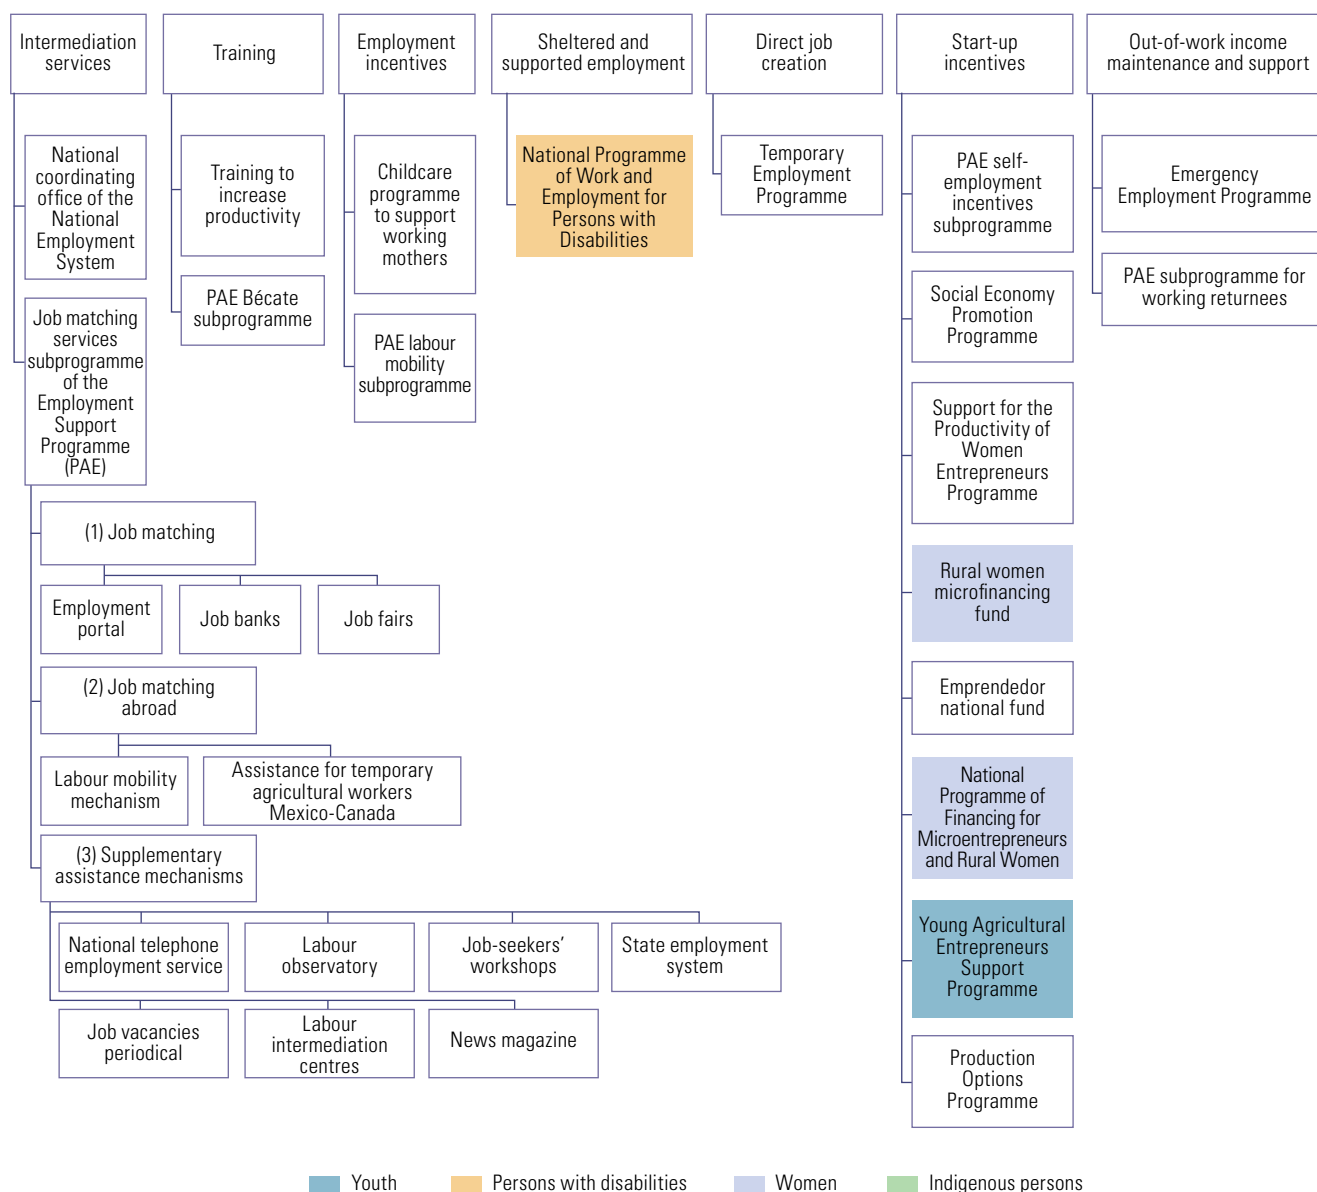 Intermediation
services
Training
Employment
incentives
Sheltered and
supported employment
Direct job
creation
Start-up
incentives
Out-of-work income
maintenance and support
National
coordinating
office of the
National
Employment
System
Job matching
services
subprogramme
of the
Employment
Support
Programme
(PAE)
(1) Job matching
Employment
portal
Job banks
Job fairs
(2) Job matching
abroad
Labour mobility
mechanism
Assistance for temporary
agricultural workers
Mexico-Canada
(3) Supplementary
assistance mechanisms
National telephone
employment service
Labour
observatory
Job-seekers’
workshops
State employment
system
Job vacancies
periodical
Labour
intermediation
centres
News magazine
Training to
increase
productivity
PAE Bécate
subprogramme
Childcare
programme
to support
working
mothers
PAE labour
mobility
subprogramme
National Programme
of Work and
Employment for
Persons with
Disabilities
Temporary
Employment
Programme
PAE self-
employment
incentives
subprogramme
Social Economy
Promotion
Programme
Support for the
Productivity of
Women
Entrepreneurs
Programme
Rural women
microfinancing
fund
Emprendedor
national fund
National
Programme of
Financing for
Microentrepreneurs
and Rural Women
Young Agricultural
Entrepreneurs
Support
Programme
Production
Options
Programme
Emergency
Employment Programme
PAE subprogramme for
working returnees
Youth
Persons with disabilities
Women
Indigenous persons